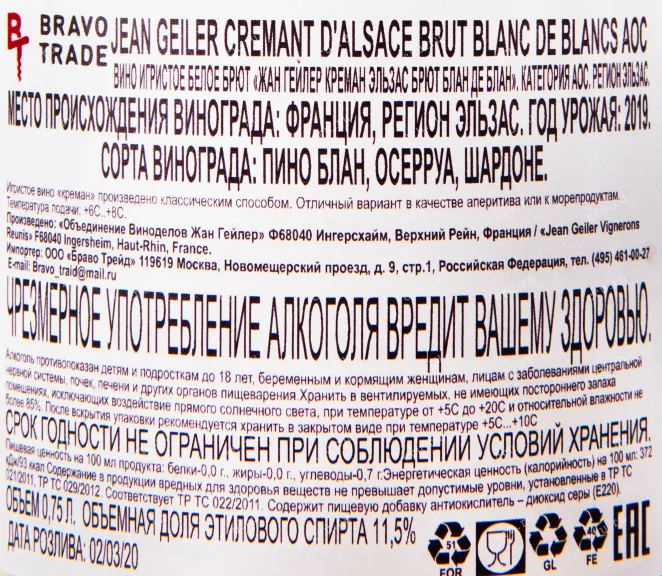 BRAVO
TRADE
JEAN GEILER CREMANT D'ALSACE BRUT BLANC DE BLANCS AOC
ВИНО ИГРИСТОЕ БЕЛОЕ БРЮТ «ЖАН ГЕЙЛЕР КРЕМАН ЭЛЬЗАС БРЮТ БЛАН ДЕ БЛАН». КАТЕГОРИЯ АОС. РЕГИОН ЭЛЬЗАС.
МЕСТО ПРОИСХОЖДЕНИЯ ВИНОГРАДА: ФРАНЦИЯ, РЕГИОН ЭЛЬЗАС. ГОД УРОЖАЯ: 2019.
СОРТА ВИНОГРАДА: ПИНО БЛАН, ОСЕРРУА, ШАРДОНЕ.
Игристое вино «креман» произведено классическим способом. Отличный вариант в качестве аперитива или к морепродуктам.
Температура подачи: +6С..+8С.
Произведено: «Объединение Виноделов Жан Гейлер» Ф68040 Ингерсхайм, Верхний Рейн, Франция / «Jean Geiler Vignerons
Reunis» F68040 Ingersheim, Haut-Rhin, France.
Импортер: ООО «Браво Трейд» 119619 Москва, Новомещерский проезд, д. 9, стр.1, Российская Федерация, тел. (495) 461-00-27
E-mail: Bravo_traid@mail.ru
ЧРЕЗМЕРНОЕ УПОТРЕБЛЕНИЕ АЛКОГОЛЯ ВРЕДИТ ВАШЕМУ ЗДОРОВЬЮ.
Алкоголь противопоказан детям и подросткам до 18 лет, беременным и кормящим женщинам, лицам с заболеваниями центральной
нервной системы, почек, печени и других органов пищеварения.Хранить в вентилируемых, не имеющих постороннего запаха
помещениях, исключающих воздействие прямого солнечного света, при температуре от +5С до +20С и относительной влажности не
более 85%. После вскрытия упаковки рекомендуется хранить в закрытом виде при температуре +5С...+10С
СРОК ГОДНОСТИ НЕ ОГРАНИЧЕН ПРИ СОБЛЮДЕНИИ УСЛОВИЙ ХРАНЕНИЯ.
Пищевая ценность на 100 мл продукта: белки-0,0 г., жиры-0,0 г., углеводы-0,7 г.Энергетическая ценность (калорийность) на 100 мл: 372
кДж/93 ккал Содержание в продукции вредных для здоровья веществ не превышает допустимые уровни, установленные в ТР ТС
021/2011, ТР ТС 029/2012. Соответствует ТР ТС 022/2011. Содержит пищевую добавку антиокислитель – диоксид серы (Е220).
ОБЪЕМ 0,75 Л. ОБЪЕМНАЯ ДОЛЯ ЭТИЛОВОГО СПИРТА 11,5%
ДАТА РОЗЛИВА: 02/03/20
51
FOR
GL
40
FE
EAC